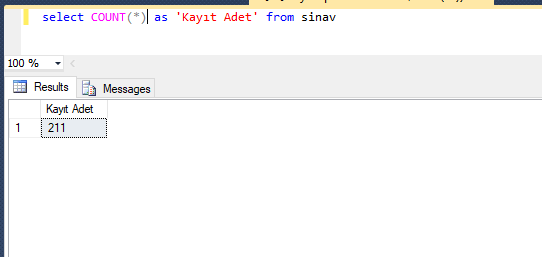 select COUNT(*) as 'Kayıt Adet' from sinav
100 %
Results Messages
Kayıt Adet
1 211